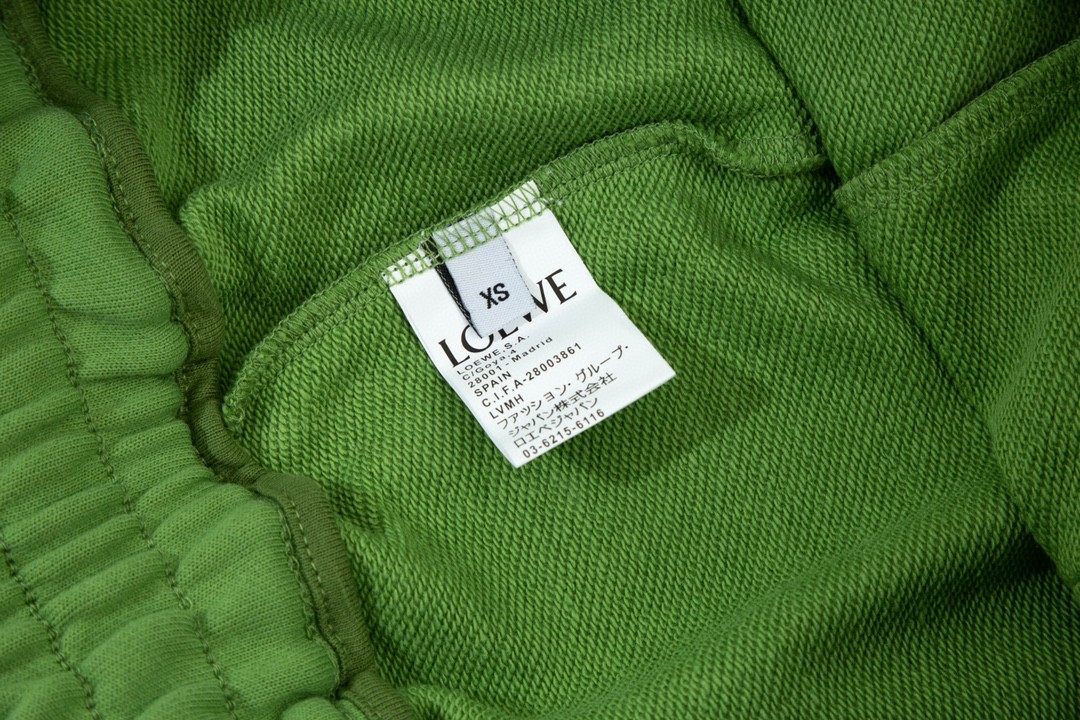 XS
LOEWE
LOEWE.S.A.
C/Goya.4
28001-Madrid
SPAIN
C.I.F.A-28003861
LVMH
ファッション・グループ・
ジャパン株式会社
ロエベジャパン
03-6215-6116